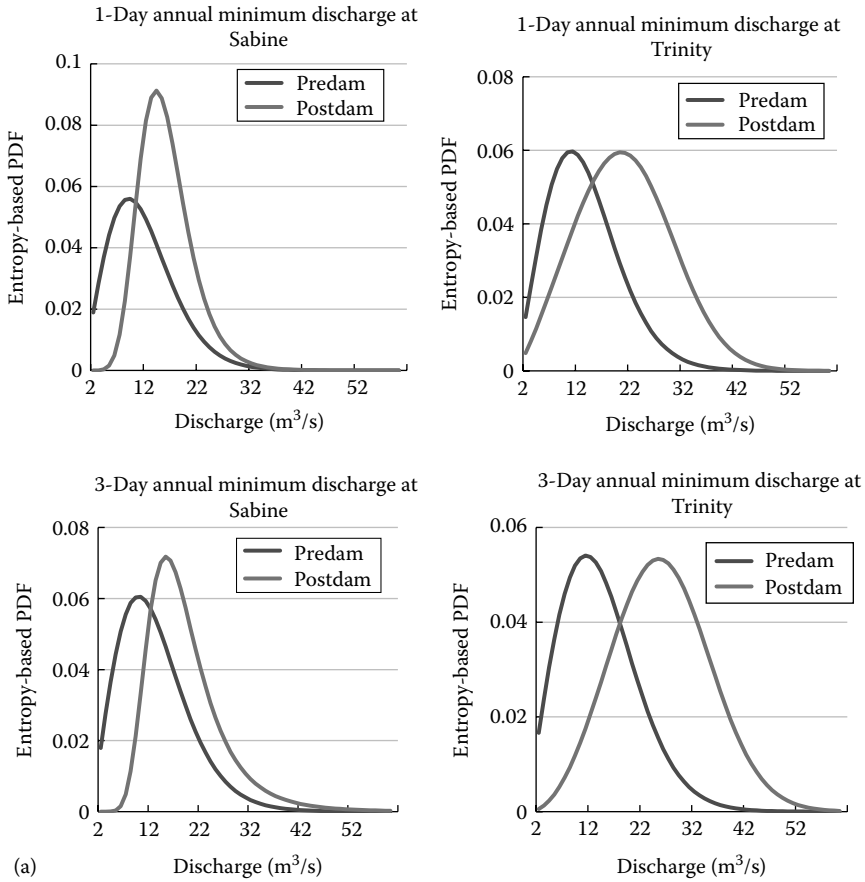 1-Day annual minimum discharge at
Sabine
0.1
0.08
0.06
0.04
0.02
0
Entropy-based PDF
Predam
Postdam
2 12 22 32 42 52
Discharge (m³/s)
1-Day annual minimum discharge at
Trinity
0.08
0.06
0.04
0.02
0
Entropy-based PDF
Predam
Postdam
2 12 22 32 42 52
Discharge (m³/s)
3-Day annual minimum discharge at
Sabine
0.08
0.06
0.04
0.02
0
Entropy-based PDF
Predam
Postdam
2 12 22 32 42 52
Discharge (m³/s)
3-Day annual minimum discharge at
Trinity
0.06
0.04
0.02
0
Entropy-based PDF
Predam
Postdam
2 12 22 32 42 52
Discharge (m³/s)
(a)